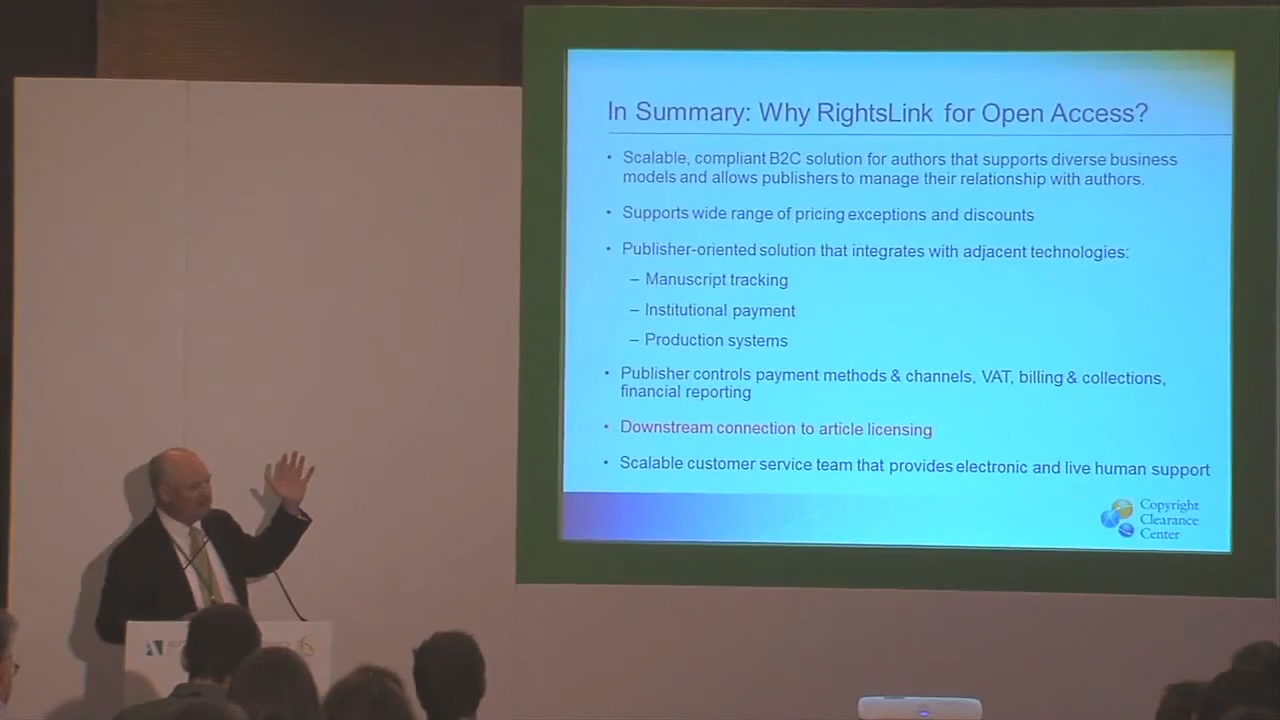 In Summary: Why RightsLink for Open Access?
• Scalable, compliant B2C solution for authors that supports diverse business
models and allows publishers to manage their relationship with authors.
• Supports wide range of pricing exceptions and discounts
• Publisher-oriented solution that integrates with adjacent technologies:
– Manuscript tracking
– Institutional payment
– Production systems
• Publisher controls payment methods & channels, VAT, billing & collections,
financial reporting
• Downstream connection to article licensing
• Scalable customer service team that provides electronic and live human support
Copyright
Clearance
Center